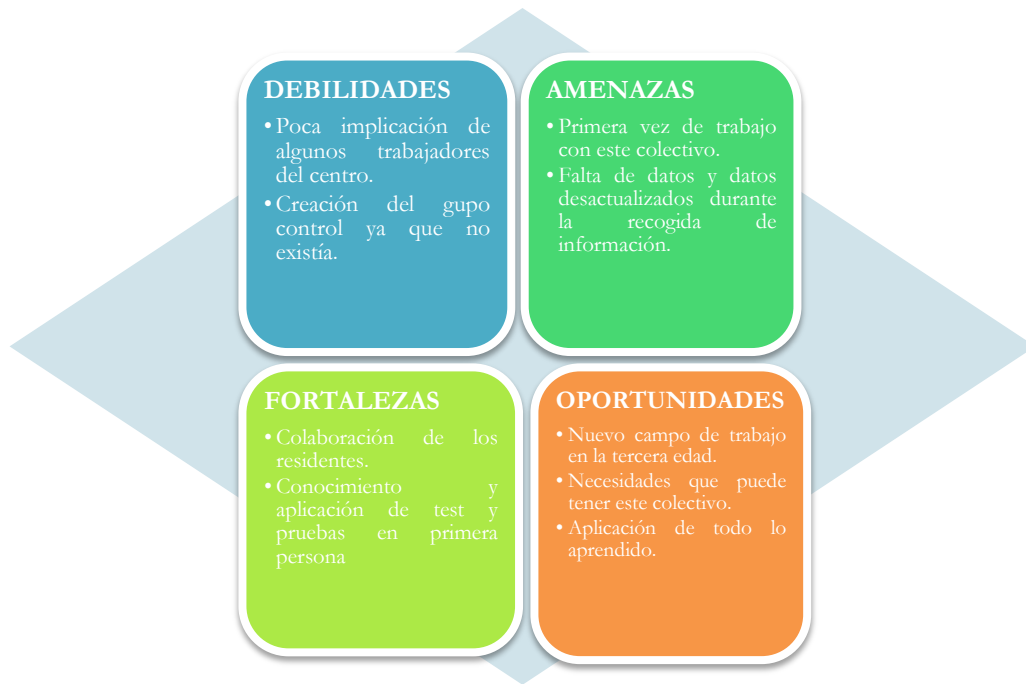 DEBILIDADES
• Poca implicación de
algunos trabajadores
del centro.
• Creación del gupo
control ya que no
existía.
AMENAZAS
• Primera vez de trabajo
con este colectivo.
• Falta de datos y datos
desactualizados durante
la recogida de
información.
FORTALEZAS
• Colaboración de los
residentes.
• Conocimiento y
aplicación de test y
pruebas en primera
persona
OPORTUNIDADES
• Nuevo campo de trabajo
en la tercera edad.
• Necesidades que puede
tener este colectivo.
• Aplicación de todo lo
aprendido.